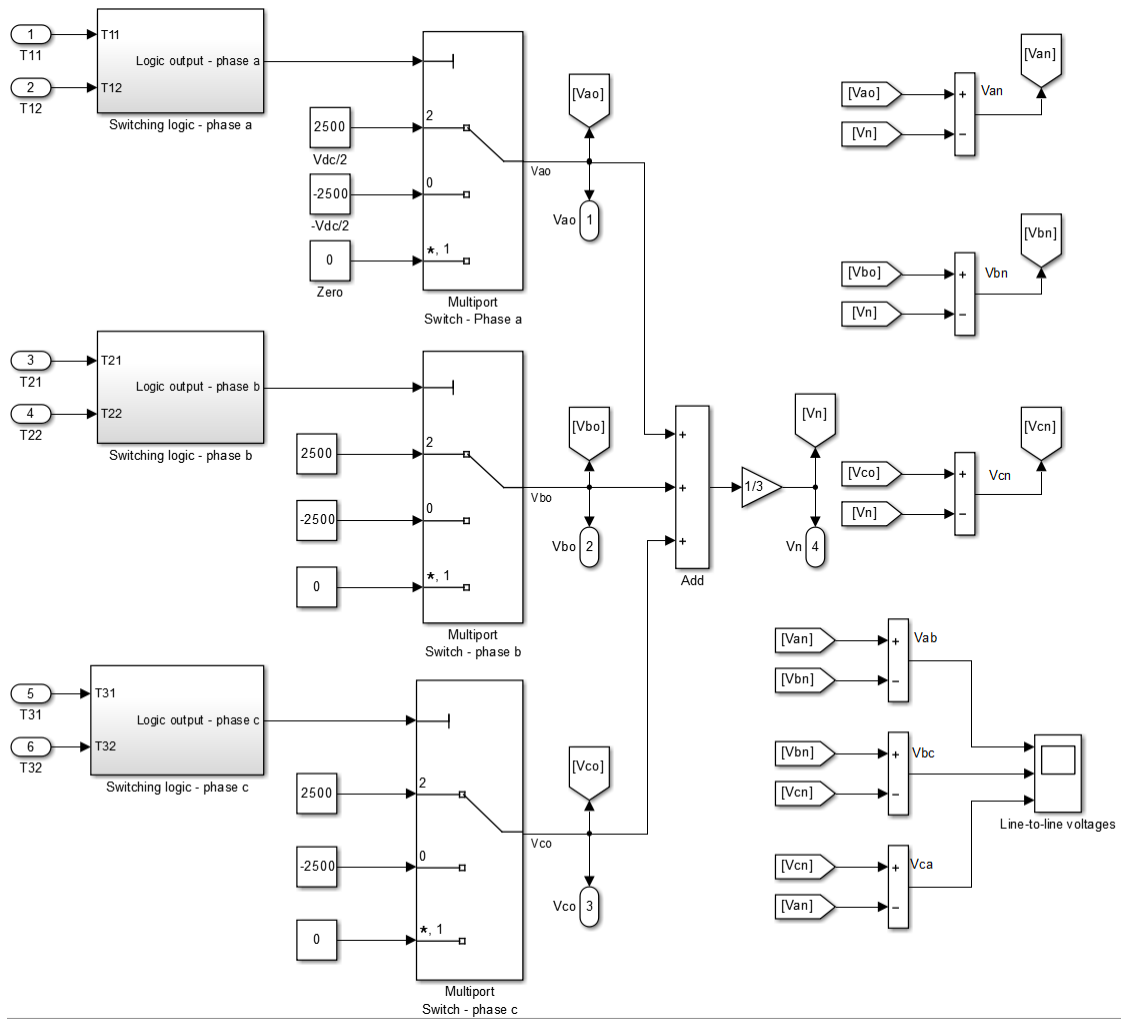 1
T11
2
T12
T11
T12
Logic output - phase a
Switching logic - phase a
2500
Vdc/2
-2500
-Vdc/2
0
Zero
2
0
*, 1
Multiport
Switch - Phase a
Vao
[Vao]
Vao
1
3
T21
4
T22
T21
T22
Logic output - phase b
Switching logic - phase b
2500
-2500
0
2
0
*, 1
Multiport
Switch - phase b
Vbo
[Vbo]
Vbo
2
5
T31
6
T32
T31
T32
Logic output - phase c
Switching logic - phase c
2500
-2500
0
2
0
*, 1
Multiport
Switch - phase c
Vco
[Vco]
Vco
3
+
+
+
Add
1/3
[Vn]
Vn
4
[Vao]
[Vn]
+
−
Van
[Van]
[Vbo]
[Vn]
+
−
Vbn
[Vbn]
[Vco]
[Vn]
+
−
Vcn
[Vcn]
[Van]
[Vbn]
+
−
Vab
[Vbn]
[Vcn]
+
−
Vbc
[Vcn]
[Van]
+
−
Vca
Line-to-line voltages